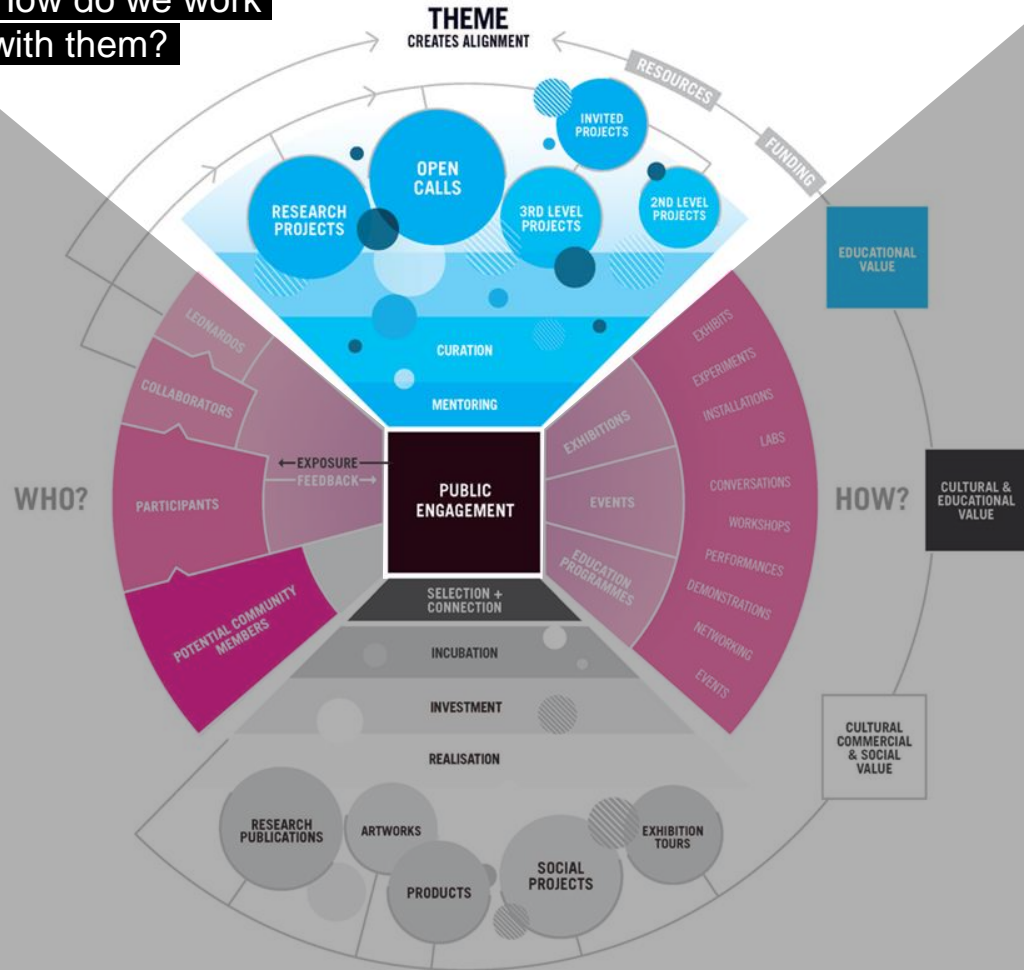 how do we work
with them?
THEME
CREATES ALIGNMENT
RESOURCES
FUNDING
INVITED
PROJECTS
OPEN
CALLS
RESEARCH
PROJECTS
3RD LEVEL
PROJECTS
2ND LEVEL
PROJECTS
EDUCATIONAL
VALUE
CURATION
MENTORING
LEONARDOS
COLLABORATORS
PARTICIPANTS
POTENTIAL COMMUNITY
MEMBERS
WHO?
EXPOSURE
FEEDBACK
PUBLIC
ENGAGEMENT
EXHIBITIONS
EVENTS
EDUCATION
PROGRAMMES
EXHIBITS
EXPERIMENTS
INSTALLATIONS
LABS
CONVERSATIONS
WORKSHOPS
PERFORMANCES
DEMONSTRATIONS
NETWORKING
EVENTS
HOW?
CULTURAL &
EDUCATIONAL
VALUE
SELECTION +
CONNECTION
INCUBATION
INVESTMENT
REALISATION
CULTURAL
COMMERCIAL
& SOCIAL
VALUE
RESEARCH
PUBLICATIONS
ARTWORKS
PRODUCTS
SOCIAL
PROJECTS
EXHIBITION
TOURS